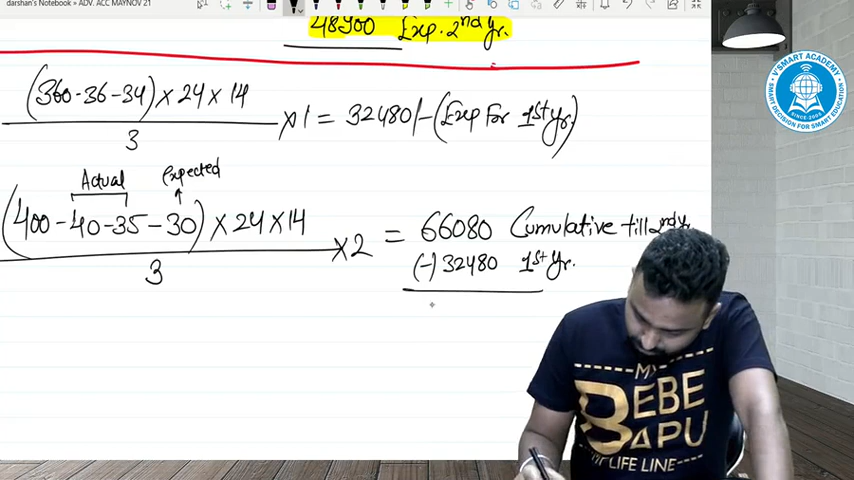 darshan's Notebook » ADV. ACC MAYNOV 21
48900 Exp. 2nd yr.
(360-36-34) x 24 x 14
3
x 1 = 32480/- (Exp For 1st yr)
Actual
expected
(400-40-35-30) x 24 x 14
3
x 2 = 66080 Cumulative till 2nd yr
(-) 32480 1st yr.
V'SMART ACADEMY
SINCE-2005
DECISION FOR SMART EDUCATION
MY
BEBE
BAPU
MY LIFE LINE